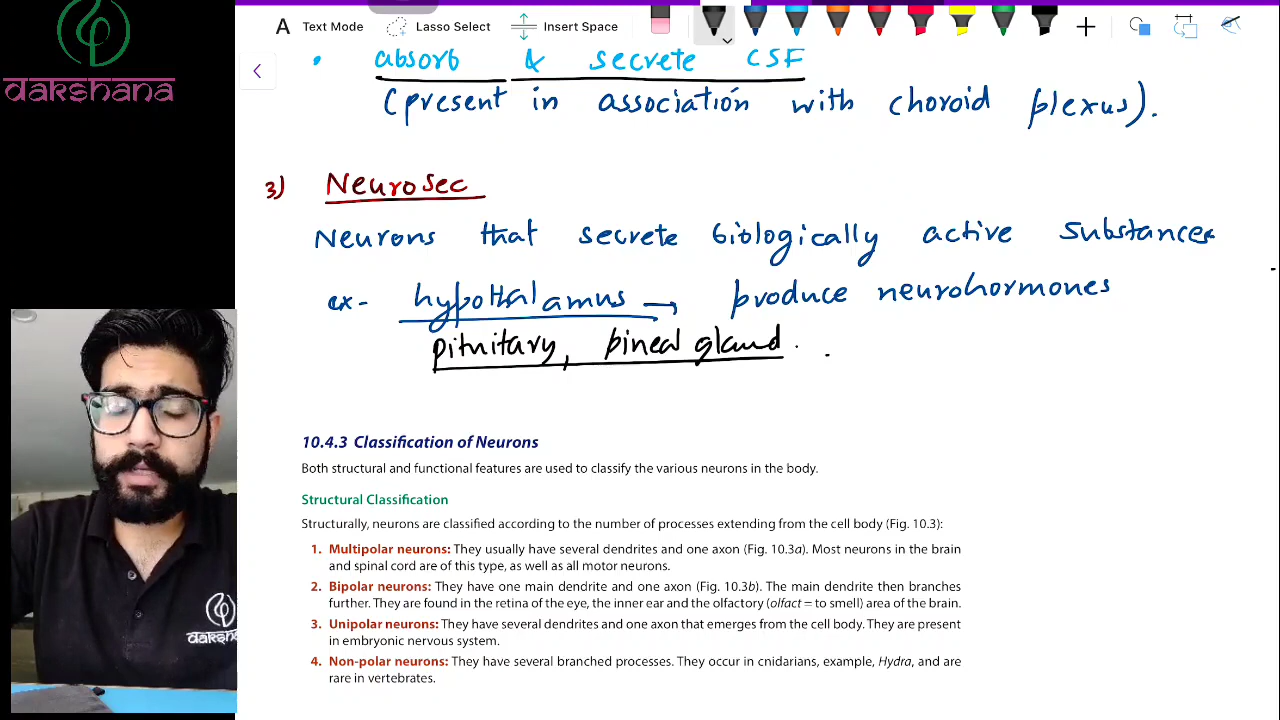 A Text Mode Lasso Select Insert Space
dakshana
• absorb & secrete CSF
(present in association with choroid plexus).
3) Neurosec
Neurons that secrete biologically active substances
ex- hypothalamus → produce neurohormones
pituitary, pineal gland.
10.4.3 Classification of Neurons
Both structural and functional features are used to classify the various neurons in the body.
Structural Classification
Structurally, neurons are classified according to the number of processes extending from the cell body (Fig. 10.3):
1. Multipolar neurons: They usually have several dendrites and one axon (Fig. 10.3a). Most neurons in the brain
and spinal cord are of this type, as well as all motor neurons.
2. Bipolar neurons: They have one main dendrite and one axon (Fig. 10.3b). The main dendrite then branches
further. They are found in the retina of the eye, the inner ear and the olfactory (olfact = to smell) area of the brain.
3. Unipolar neurons: They have several dendrites and one axon that emerges from the cell body. They are present
in embryonic nervous system.
4. Non-polar neurons: They have several branched processes. They occur in cnidarians, example, Hydra, and are
rare in vertebrates.
dakshana